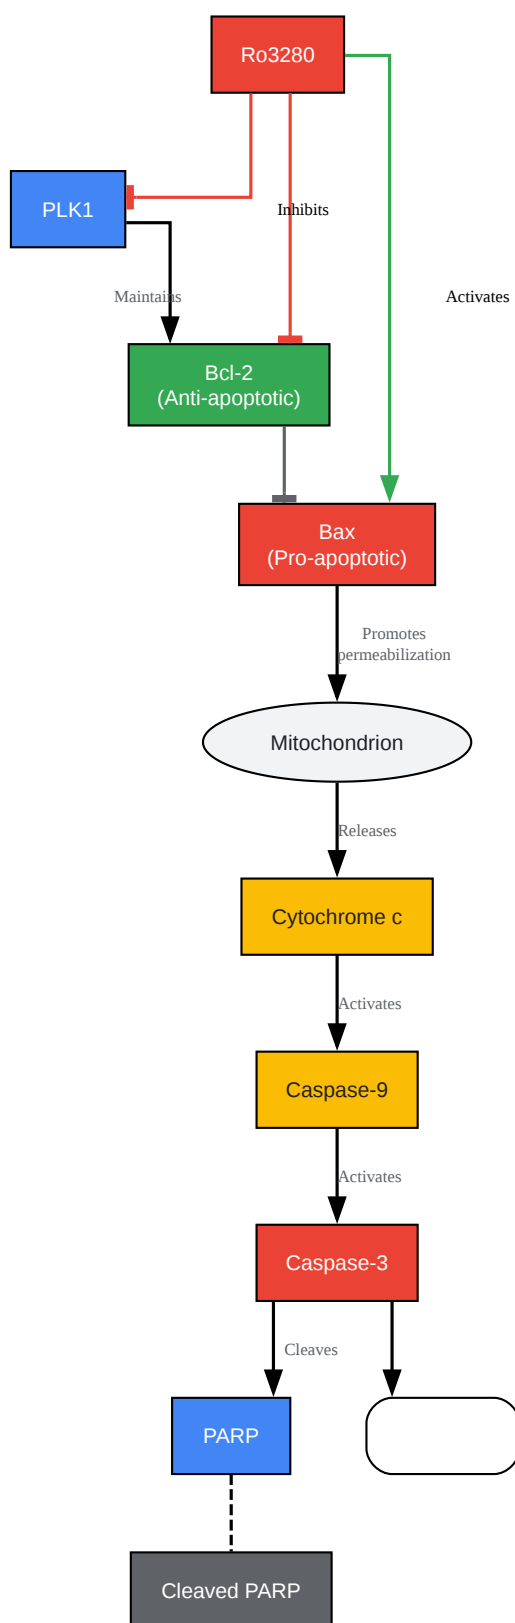 Ro3280
PLK1
Inhibits
Maintains
Activates
Bcl-2
(Anti-apoptotic)
Bax
(Pro-apoptotic)
Promotes
permeabilization
Mitochondrion
Releases
Cytochrome c
Activates
Caspase-9
Activates
Caspase-3
Cleaves
PARP
Cleaved PARP